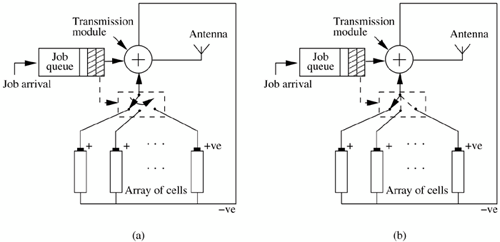 Transmission
module
Antenna
Job
queue
+
Job arrival
+
+
+ve
. . .
. . .
Array of cells
−ve
(a)
Transmission
module
Antenna
Job
queue
+
Job arrival
+
+
+ve
. . .
. . .
Array of cells
−ve
(b)